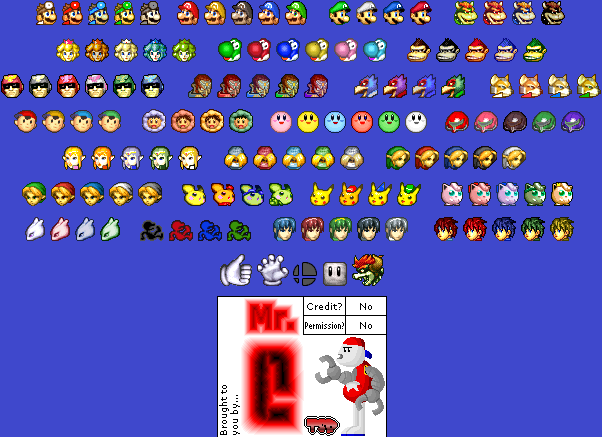 Mr. Credit? No
Permission? No
C
Brought to
you by...